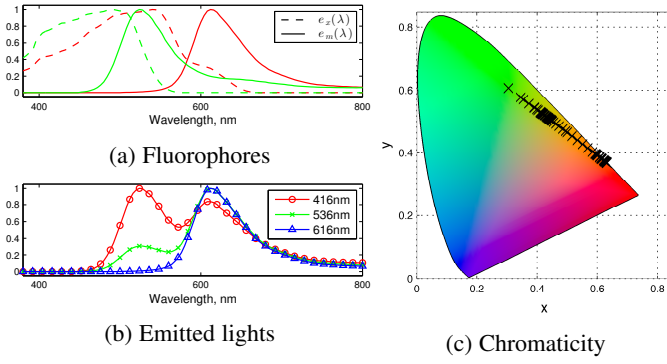 1
0.8
0.6
0.4
0.2
0
400
600
800
Wavelength, nm
e_x(λ)
e_m(λ)
(a) Fluorophores
1
0.8
0.6
0.4
0.2
0
400
500
600
700
800
Wavelength, nm
416nm
536nm
616nm
(b) Emitted lights
0.8
0.6
0.4
0.2
0
0
0.2
0.4
0.6
0.8
y
x
(c) Chromaticity